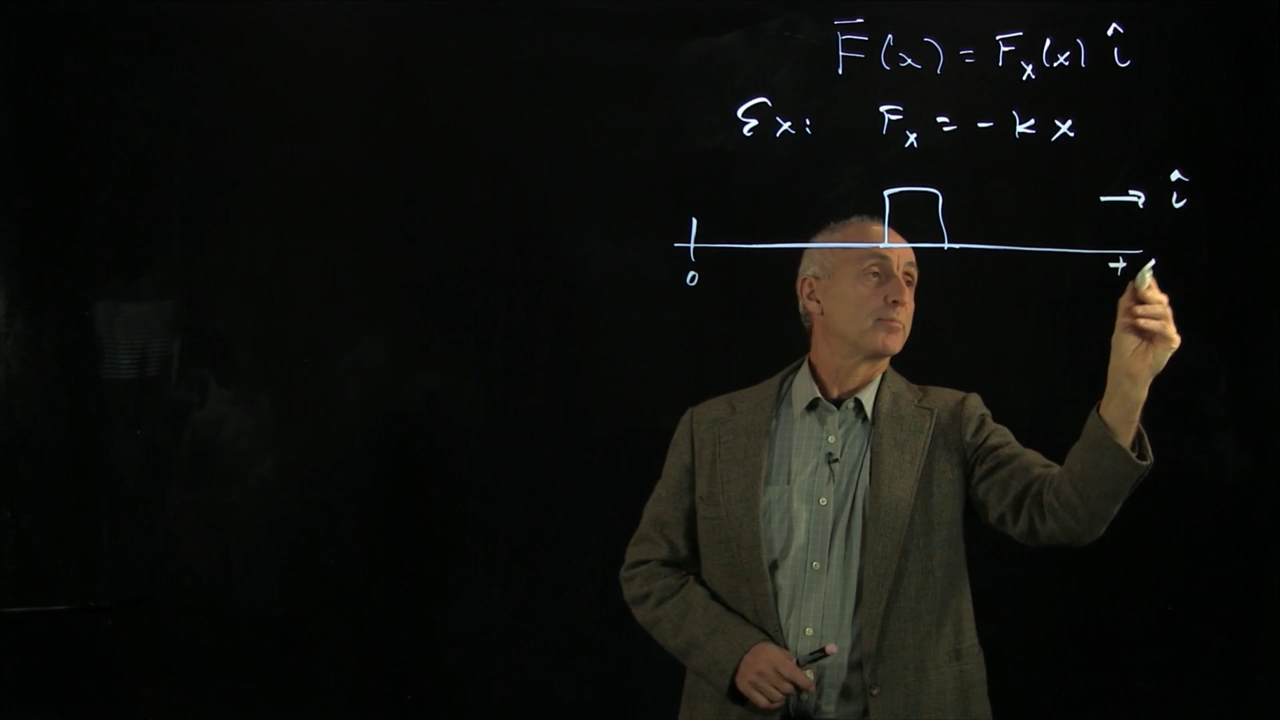 F̄(x) = Fₓ(x) î
Ex: Fₓ = - k x
→ î
0 +